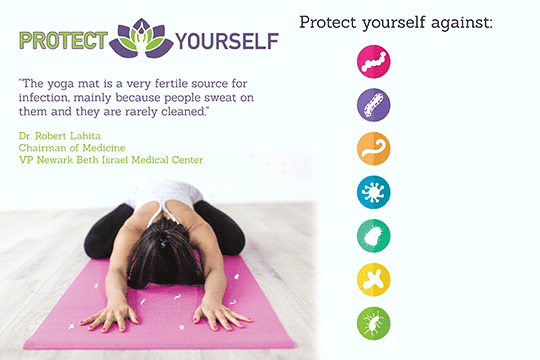 PROTECT YOURSELF
"The yoga mat is a very fertile source for
infection, mainly because people sweat on
them and they are rarely cleaned."
Dr. Robert Lahita
Chairman of Medicine
VP Newark Beth Israel Medical Center
Protect yourself against: